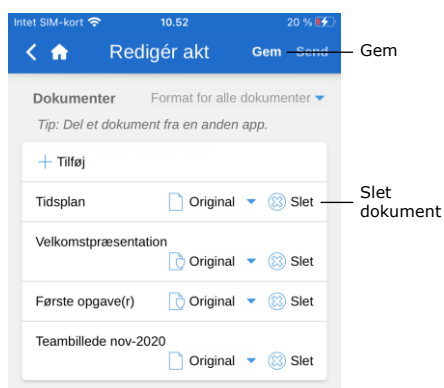 Intet SIM-kort 10.52 20 %
Redigér akt Gem Send
Gem
Dokumenter Format for alle dokumenter
Tip: Del et dokument fra en anden app.
Tilføj
Tidsplan Original Slet
Slet
dokument
Velkomstpræsentation
Original Slet
Første opgave(r) Original Slet
Teambillede nov-2020
Original Slet